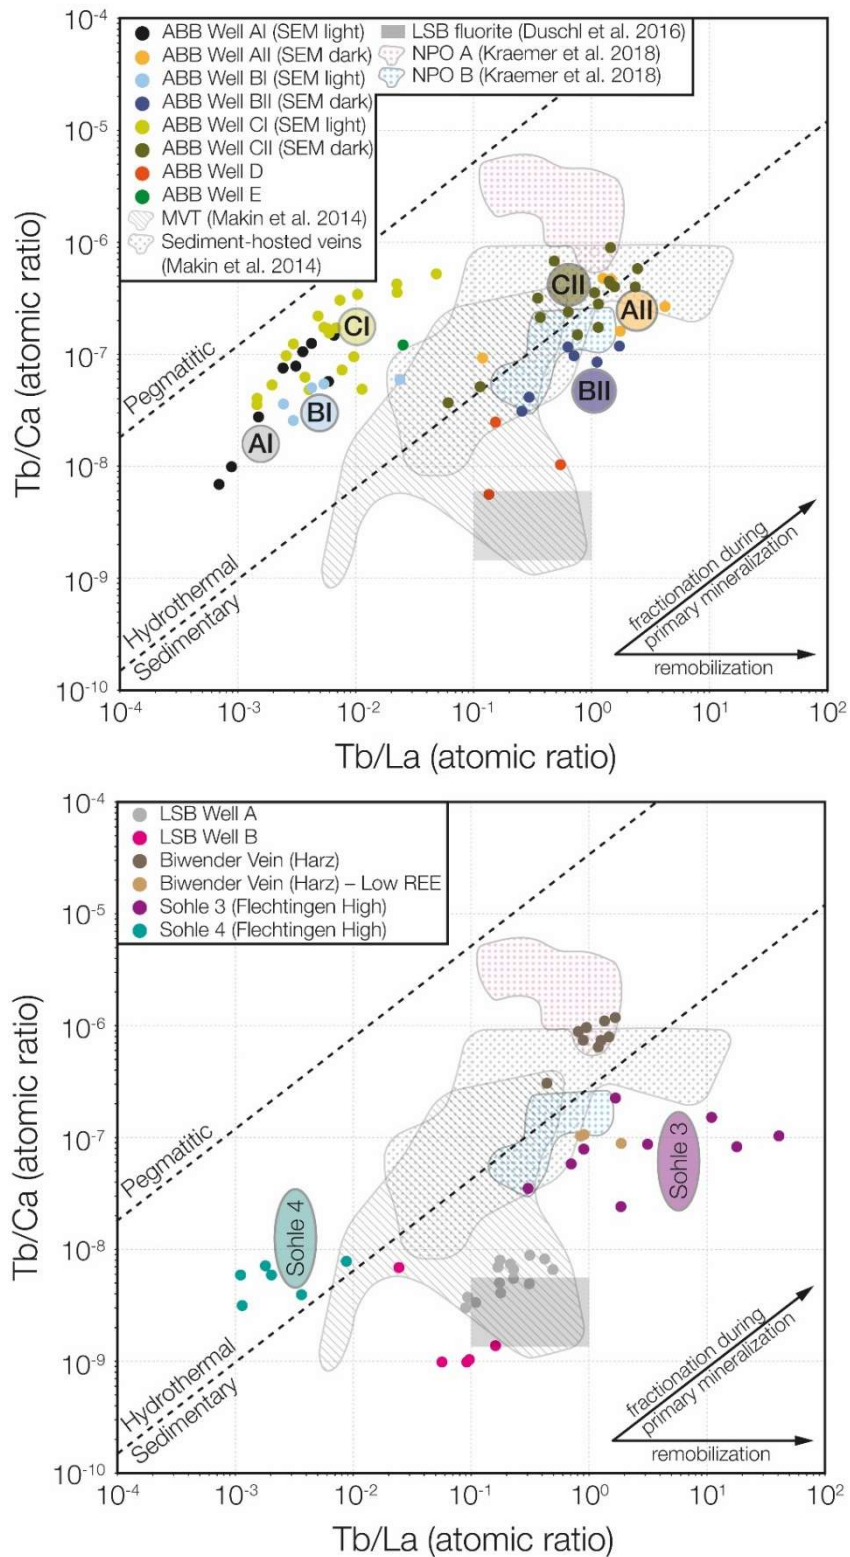 ABB Well AI (SEM light)
ABB Well AII (SEM dark)
ABB Well BI (SEM light)
ABB Well BII (SEM dark)
ABB Well CI (SEM light)
ABB Well CII (SEM dark)
ABB Well D
ABB Well E
MVT (Makin et al. 2014)
Sediment-hosted veins
(Makin et al. 2014)
LSB fluorite (Duschl et al. 2016)
NPO A (Kraemer et al. 2018)
NPO B (Kraemer et al. 2018)
Tb/Ca (atomic ratio)
10-4
10-5
10-6
10-7
10-8
10-9
10-10
Pegmatitic
Hydrothermal
Sedimentary
CI
BI
AI
CII
AII
BII
fractionation during
primary mineralization
remobilization
10-4
10-3
10-2
10-1
100
101
102
Tb/La (atomic ratio)
LSB Well A
LSB Well B
Biwender Vein (Harz)
Biwender Vein (Harz) – Low REE
Sohle 3 (Flechtingen High)
Sohle 4 (Flechtingen High)
Tb/Ca (atomic ratio)
10-4
10-5
10-6
10-7
10-8
10-9
10-10
Pegmatitic
Hydrothermal
Sedimentary
Sohle 4
Sohle 3
fractionation during
primary mineralization
remobilization
10-4
10-3
10-2
10-1
100
101
102
Tb/La (atomic ratio)